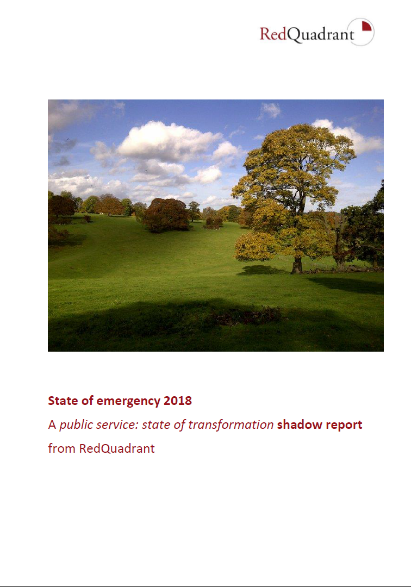 RedQuadrant
State of emergency 2018
A public service: state of transformation shadow report
from RedQuadrant